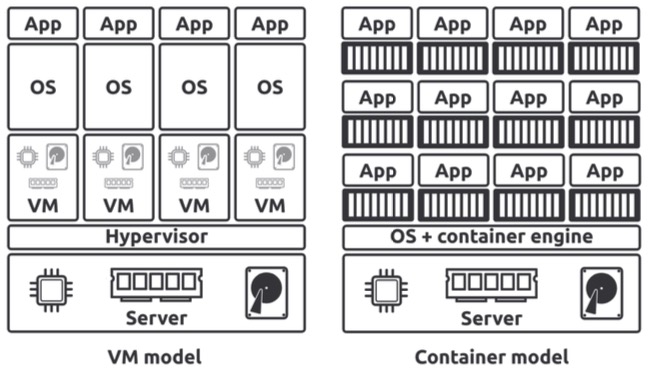 App App App App
OS OS OS OS
VM VM VM VM
Hypervisor
Server
VM model
App App App App
App App App App
App App App App
OS + container engine
Server
Container model